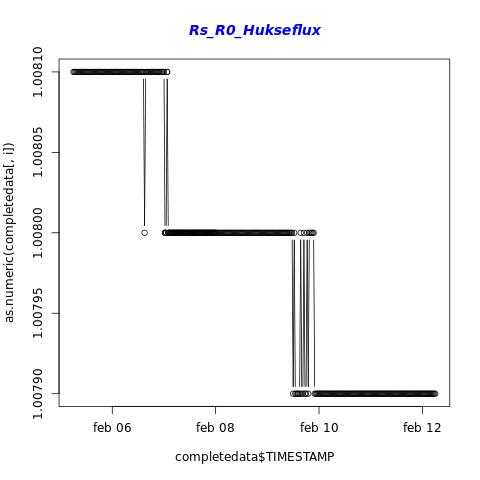 Rs_R0_Hukseflux
1.00810
1.00805
1.00800
1.00795
1.00790
as.numeric(completedata[, i])
feb 06 feb 08 feb 10 feb 12
completedata$TIMESTAMP